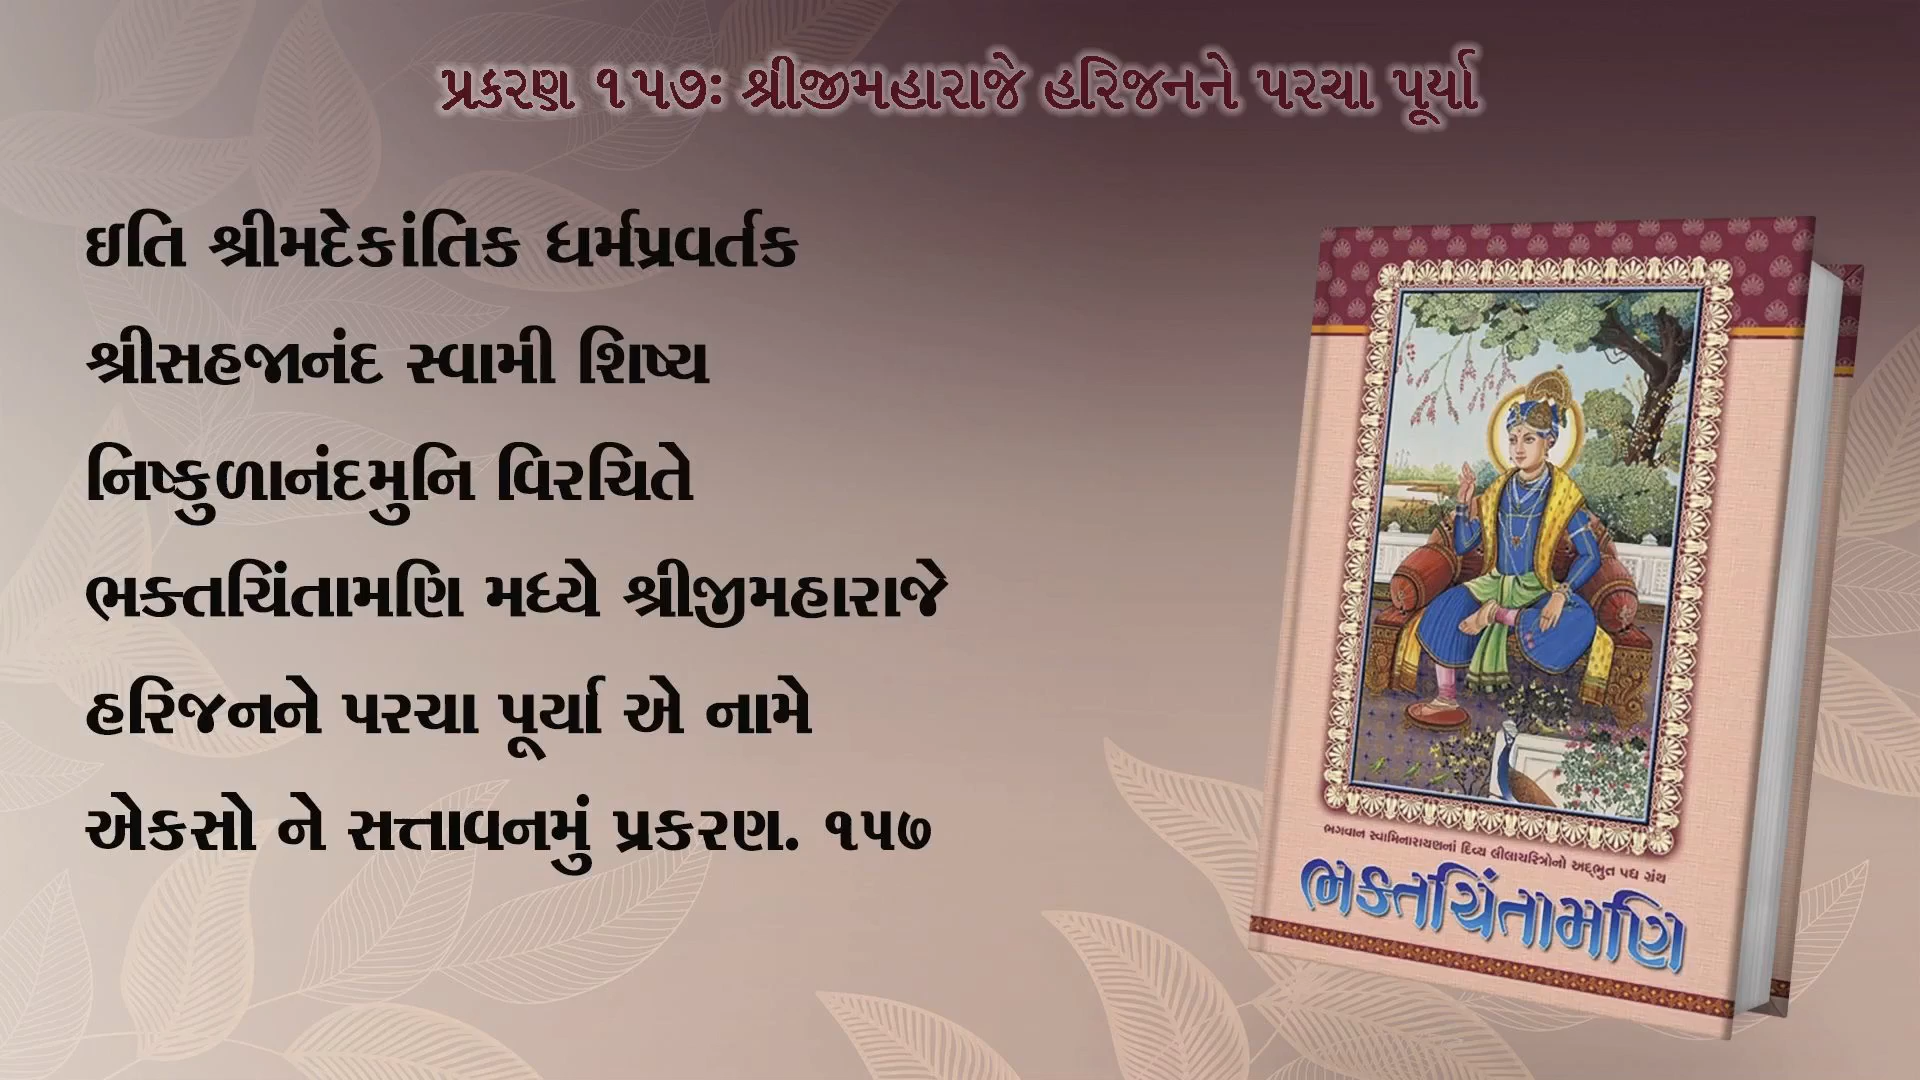 પ્રકરણ ૧૫૭ઃ શ્રીજીમહારાજે હરિજનને પરચા પૂર્યા
ઇતિ શ્રીમદેકાંતિક ધર્મપ્રવર્તક
શ્રીસહજાનંદ સ્વામી શિષ્ય
નિષ્કુળાનંદમુનિ વિરચિતે
ભક્તચિંતામણિ મધ્યે શ્રીજીમહારાજે
હરિજનને પરચા પૂર્યા એ નામે
એકસો ને સત્તાવનમું પ્રકરણ. ૧૫૭
ભગવાન સ્વામિનારાયણનાં દિવ્ય લીલાચરિત્રોનો અદ્ભુત પદ્ય ગ્રંથ
ભક્તચિંતામણિ